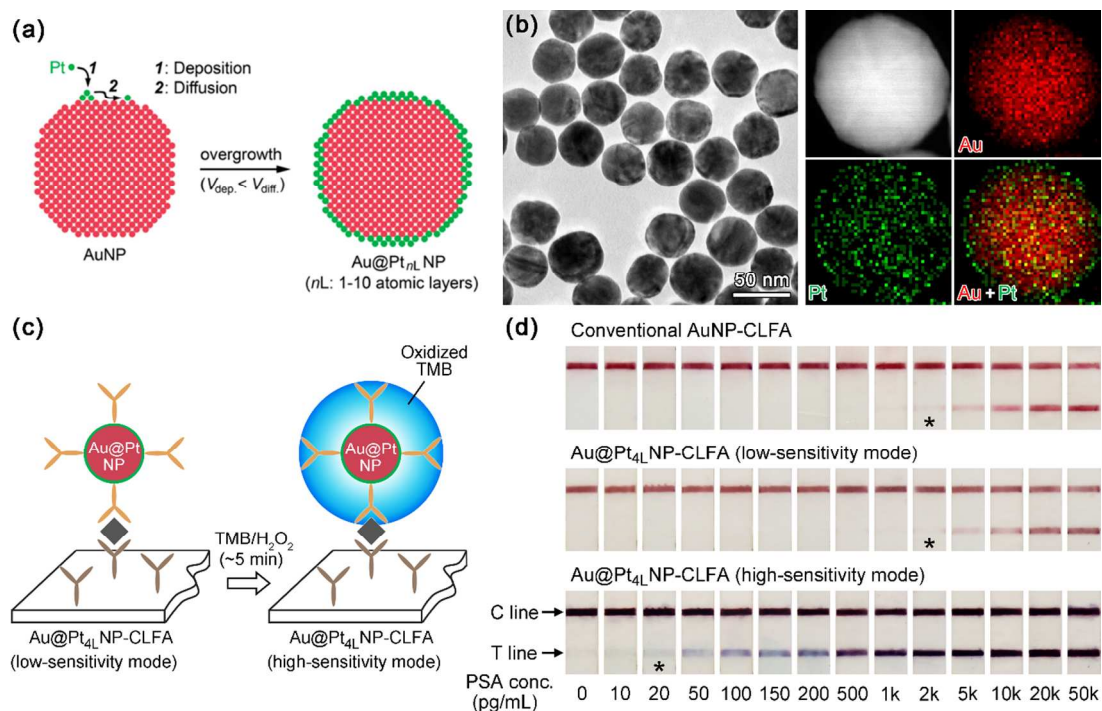 (a)
Pt
1
2
1: Deposition
2: Diffusion
overgrowth
(Vdep.< Vdiff.)
AuNP
Au@PtnL NP
(nL: 1-10 atomic layers)
(b)
50 nm
Au
Pt
Au + Pt
(c)
Oxidized
TMB
Au@Pt
NP
Au@Pt
NP
TMB/H2O2
(~5 min)
Au@Pt4LNP-CLFA
(low-sensitivity mode)
Au@Pt4LNP-CLFA
(high-sensitivity mode)
(d)
Conventional AuNP-CLFA
*
Au@Pt4LNP-CLFA (low-sensitivity mode)
*
Au@Pt4LNP-CLFA (high-sensitivity mode)
C line
T line
*
PSA conc.
(pg/mL)
0 10 20 50 100 150 200 500 1k 2k 5k 10k 20k 50k